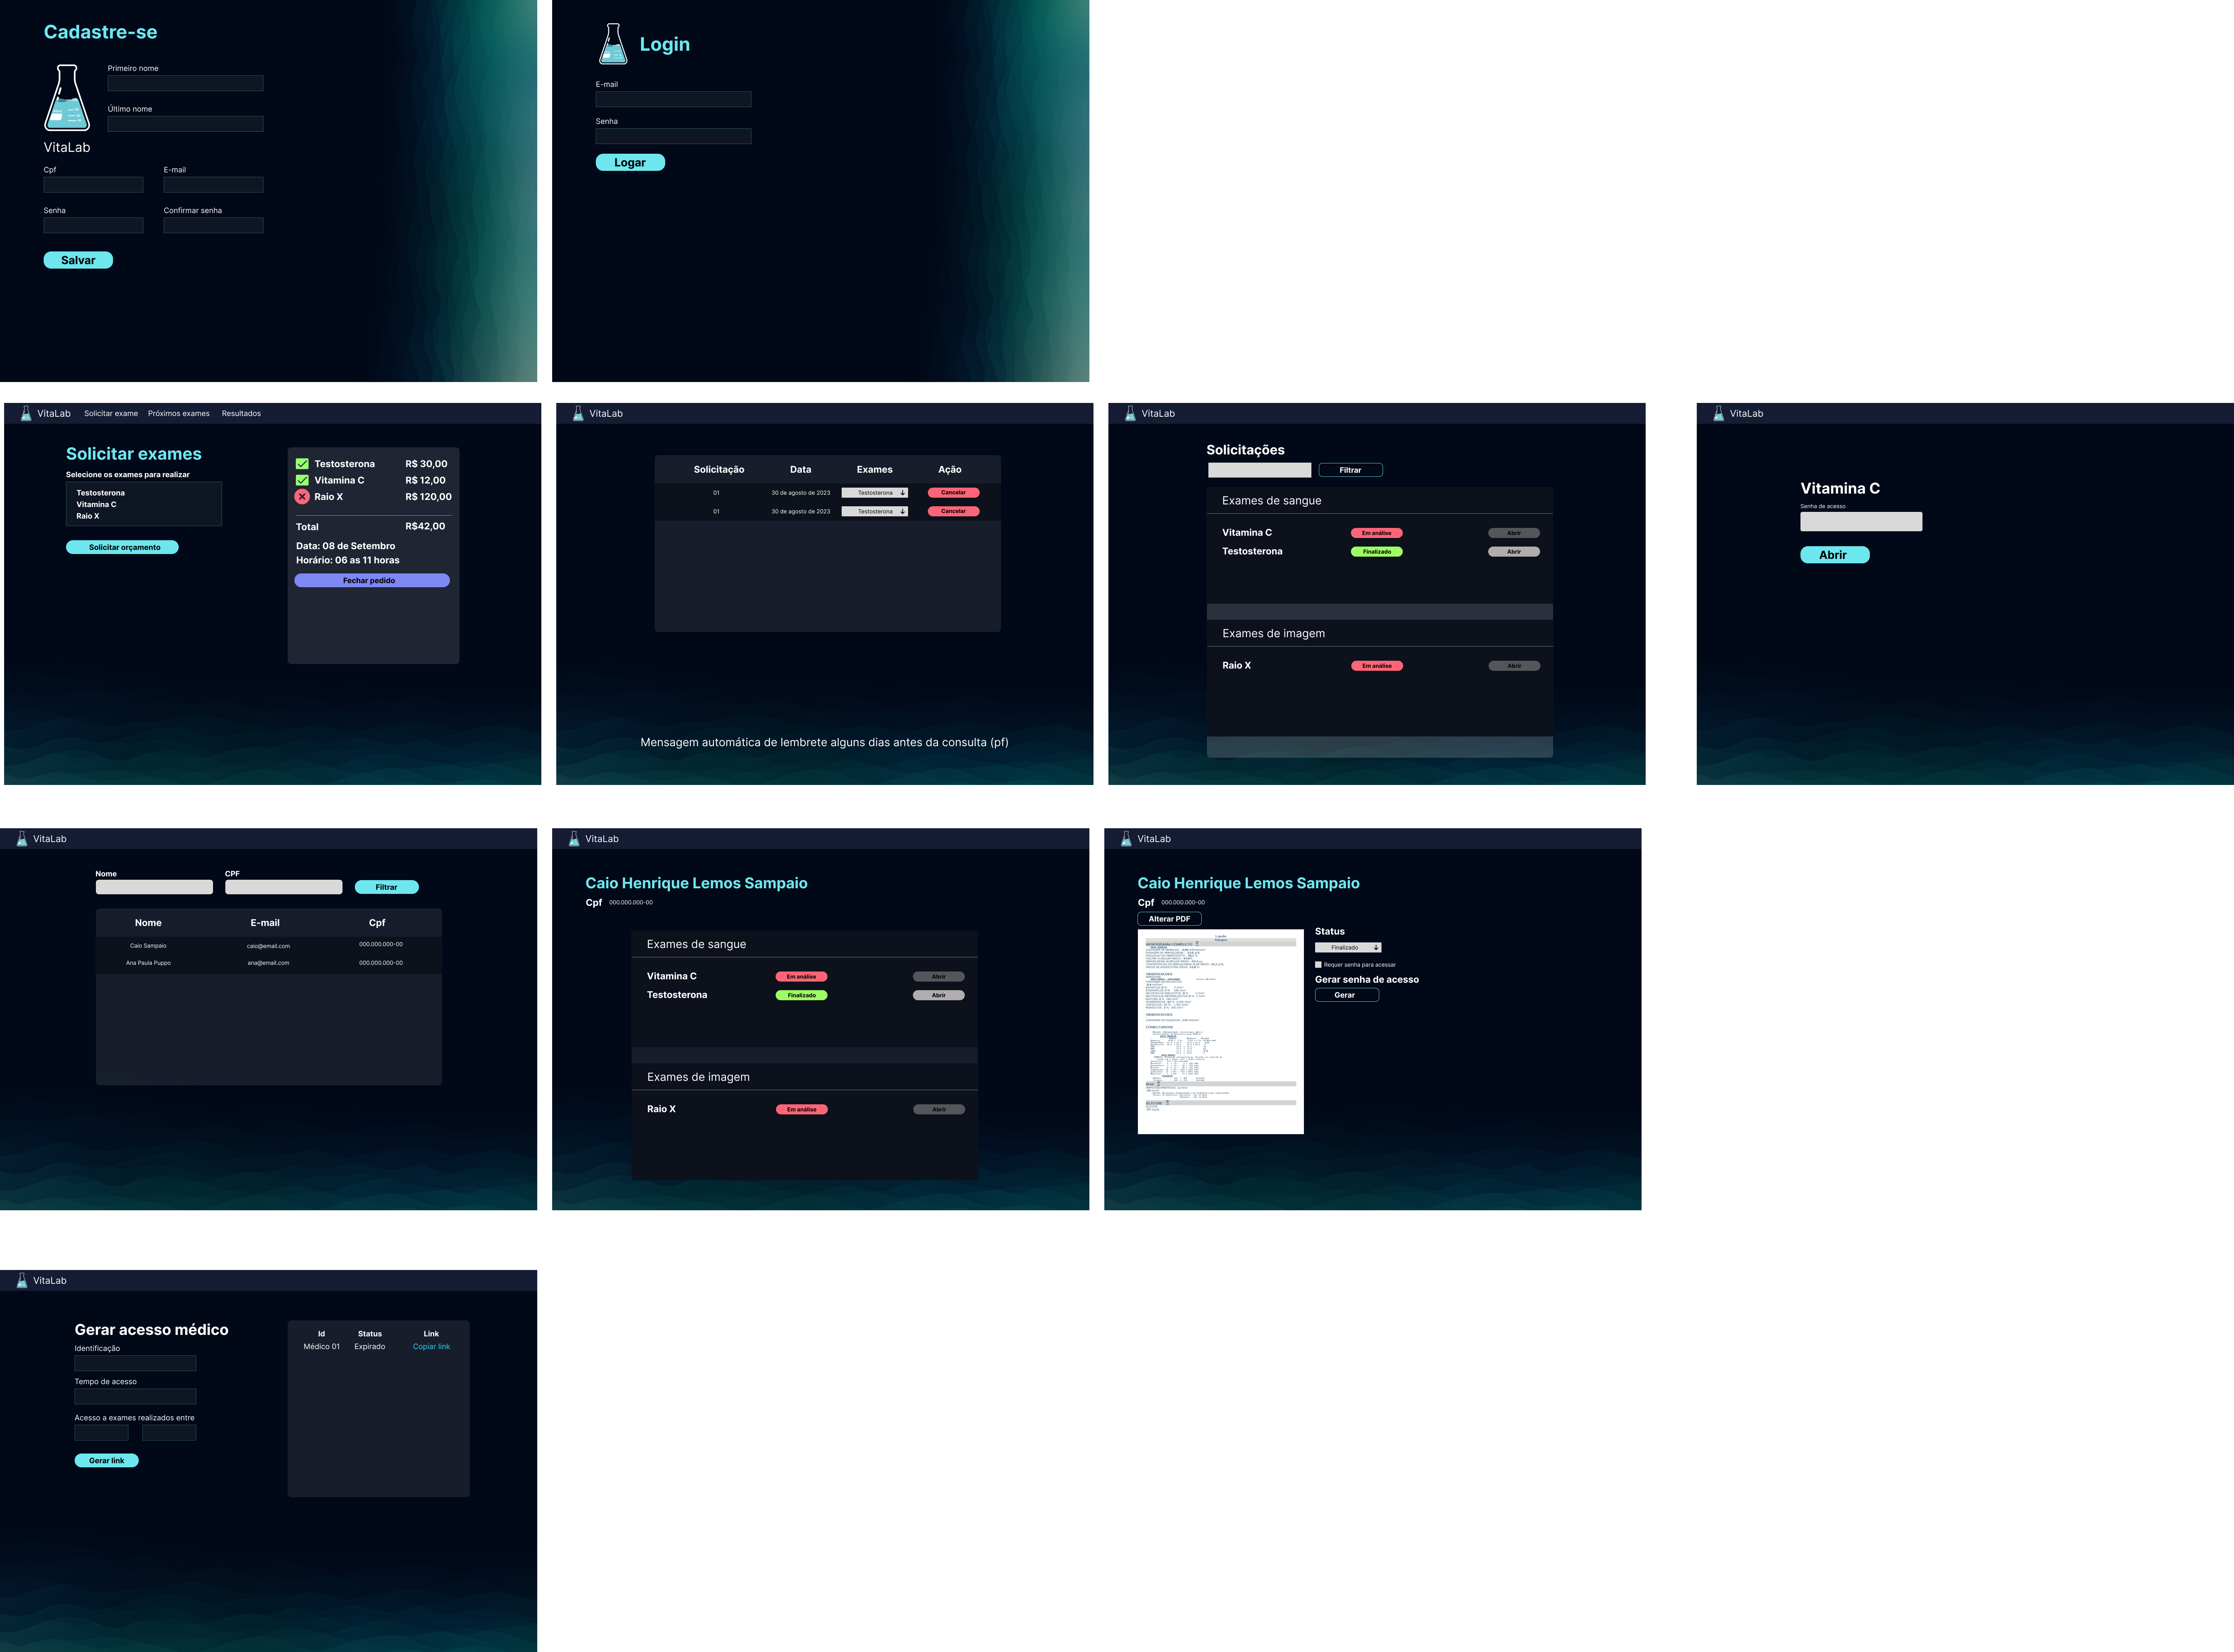 Cadastre-se
Primeiro nome
Último nome
VitaLab
Cpf
E-mail
Senha
Confirmar senha
Salvar
Login
E-mail
Senha
Logar
VitaLab
Solicitar exame
Próximos exames
Resultados
Solicitar exames
Selecione os exames para realizar
Testosterona
Vitamina C
Raio X
Solicitar orçamento
Testosterona R$ 30,00
Vitamina C R$ 12,00
Raio X R$ 120,00
Total R$42,00
Data: 08 de Setembro
Horário: 06 as 11 horas
Fechar pedido
VitaLab
Solicitação Data Exames Ação
01 30 de agosto de 2023 Testosterona Cancelar
01 30 de agosto de 2023 Testosterona Cancelar
Mensagem automática de lembrete alguns dias antes da consulta (pf)
VitaLab
Solicitações
Filtrar
Exames de sangue
Vitamina C Em análise Abrir
Testosterona Finalizado Abrir
Exames de imagem
Raio X Em análise Abrir
VitaLab
Vitamina C
Senha de acesso
Abrir
VitaLab
Nome
CPF
Filtrar
Nome E-mail Cpf
Caio Sampaio caio@email.com 000.000.000-00
Ana Paula Puppo ana@email.com 000.000.000-00
VitaLab
Caio Henrique Lemos Sampaio
Cpf 000.000.000-00
Exames de sangue
Vitamina C Em análise Abrir
Testosterona Finalizado Abrir
Exames de imagem
Raio X Em análise Abrir
VitaLab
Caio Henrique Lemos Sampaio
Cpf 000.000.000-00
Alterar PDF
HEMOGRAMA COMPLETO
OBSERVACOES
OBSERVACOES
COMENTARIOS
Status
Finalizado
Requer senha para acessar
Gerar senha de acesso
Gerar
VitaLab
Gerar acesso médico
Identificação
Tempo de acesso
Acesso a exames realizados entre
Gerar link
Id Status Link
Médico 01 Expirado Copiar link